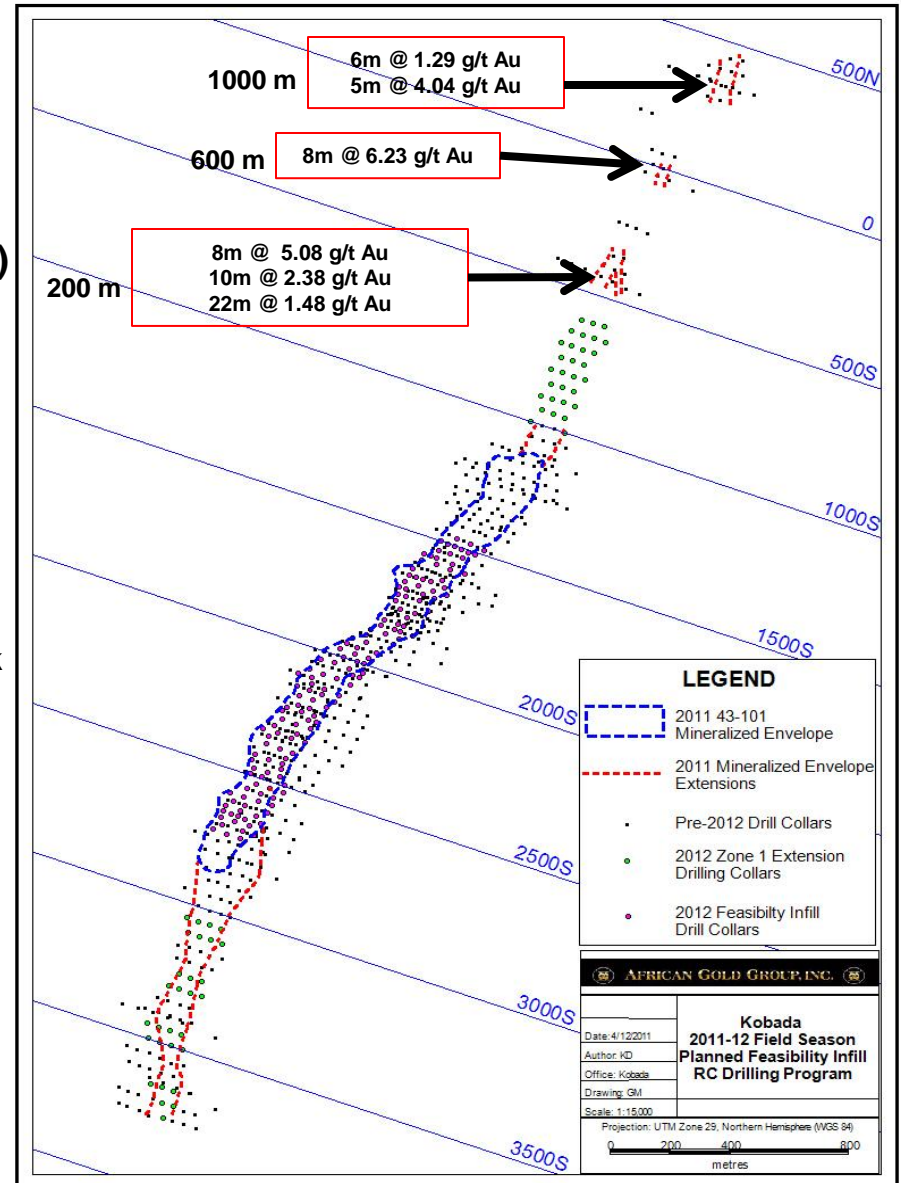 1000 m
6m @ 1.29 g/t Au
5m @ 4.04 g/t Au
500N
600 m
8m @ 6.23 g/t Au
0
)
200 m
8m @ 5.08 g/t Au
10m @ 2.38 g/t Au
22m @ 1.48 g/t Au
500S
1000S
1500S
2000S
2500S
3000S
3500S
LEGEND
2011 43-101
Mineralized Envelope
2011 Mineralized Envelope
Extensions
Pre-2012 Drill Collars
2012 Zone 1 Extension
Drilling Collars
2012 Feasibilty Infill
Drill Collars
AFRICAN GOLD GROUP, INC.
Date: 4/12/2011
Author: KD
Office: Kobada
Drawing: GM
Scale: 1:15,000
Kobada
2011-12 Field Season
Planned Feasibility Infill
RC Drilling Program
Projection: UTM Zone 29, Northern Hemisphere (WGS 84)
0 200 400 800
metres